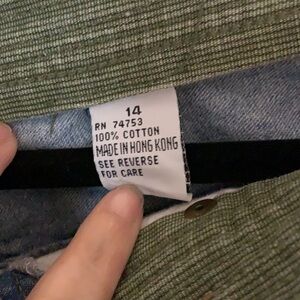 14
RN 74753
100% COTTON
MADE IN HONG KONG
SEE REVERSE
FOR CARE